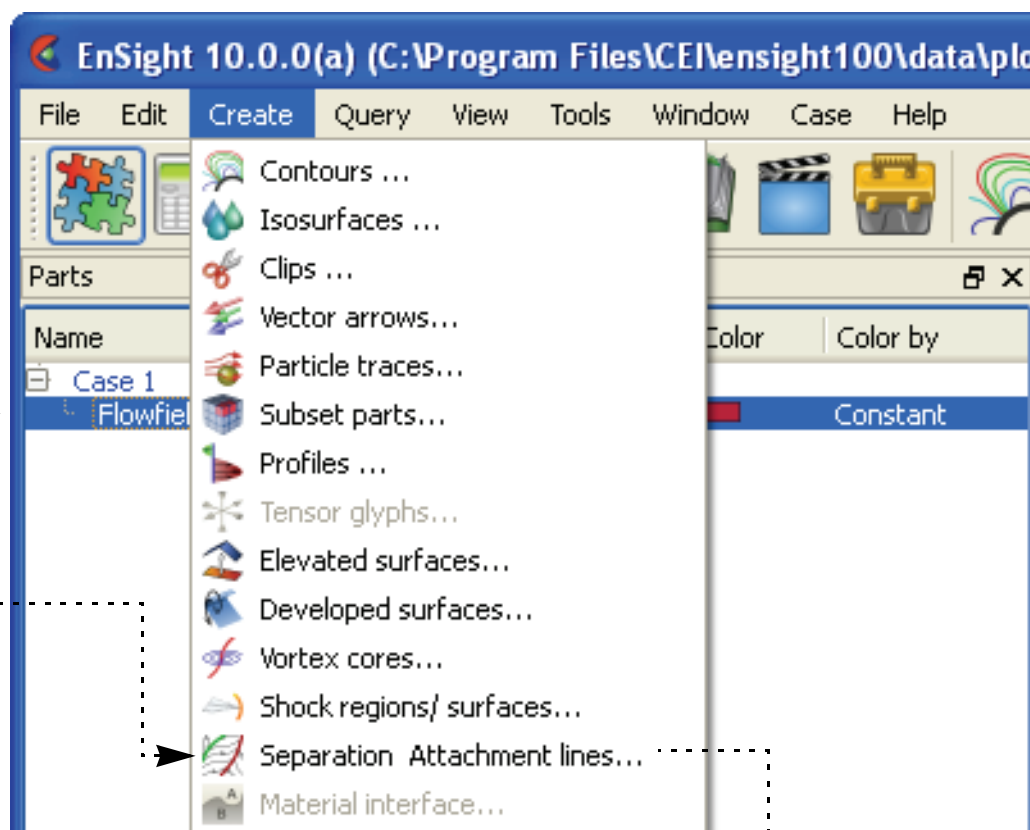 EnSight 10.0.0(a) (C:\Program Files\CEI\ensight100\data\plo
File Edit Create Query View Tools Window Case Help
Contours ...
Isosurfaces ...
Clips ...
Vector arrows...
Particle traces...
Subset parts...
Profiles ...
Tensor glyphs...
Elevated surfaces...
Developed surfaces...
Vortex cores...
Shock regions/ surfaces...
Separation Attachment lines...
A
B
Material interface...
Parts
Name Color Color by
Case 1
Flowfiel Constant